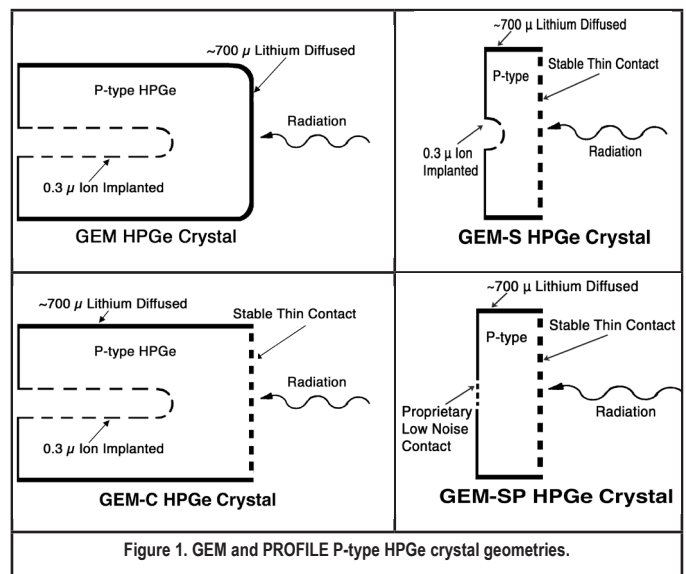 ~700 µ Lithium Diffused
P-type HPGe
Radiation
0.3 µ Ion Implanted
GEM HPGe Crystal
~700 µ Lithium Diffused
P-type
Stable Thin Contact
0.3 µ Ion
Implanted
Radiation
GEM-S HPGe Crystal
~700 µ Lithium Diffused
Stable Thin Contact
P-type HPGe
Radiation
0.3 µ Ion Implanted
GEM-C HPGe Crystal
~700 µ Lithium Diffused
P-type
Stable Thin Contact
Proprietary
Low Noise
Contact
Radiation
GEM-SP HPGe Crystal
Figure 1. GEM and PROFILE P-type HPGe crystal geometries.